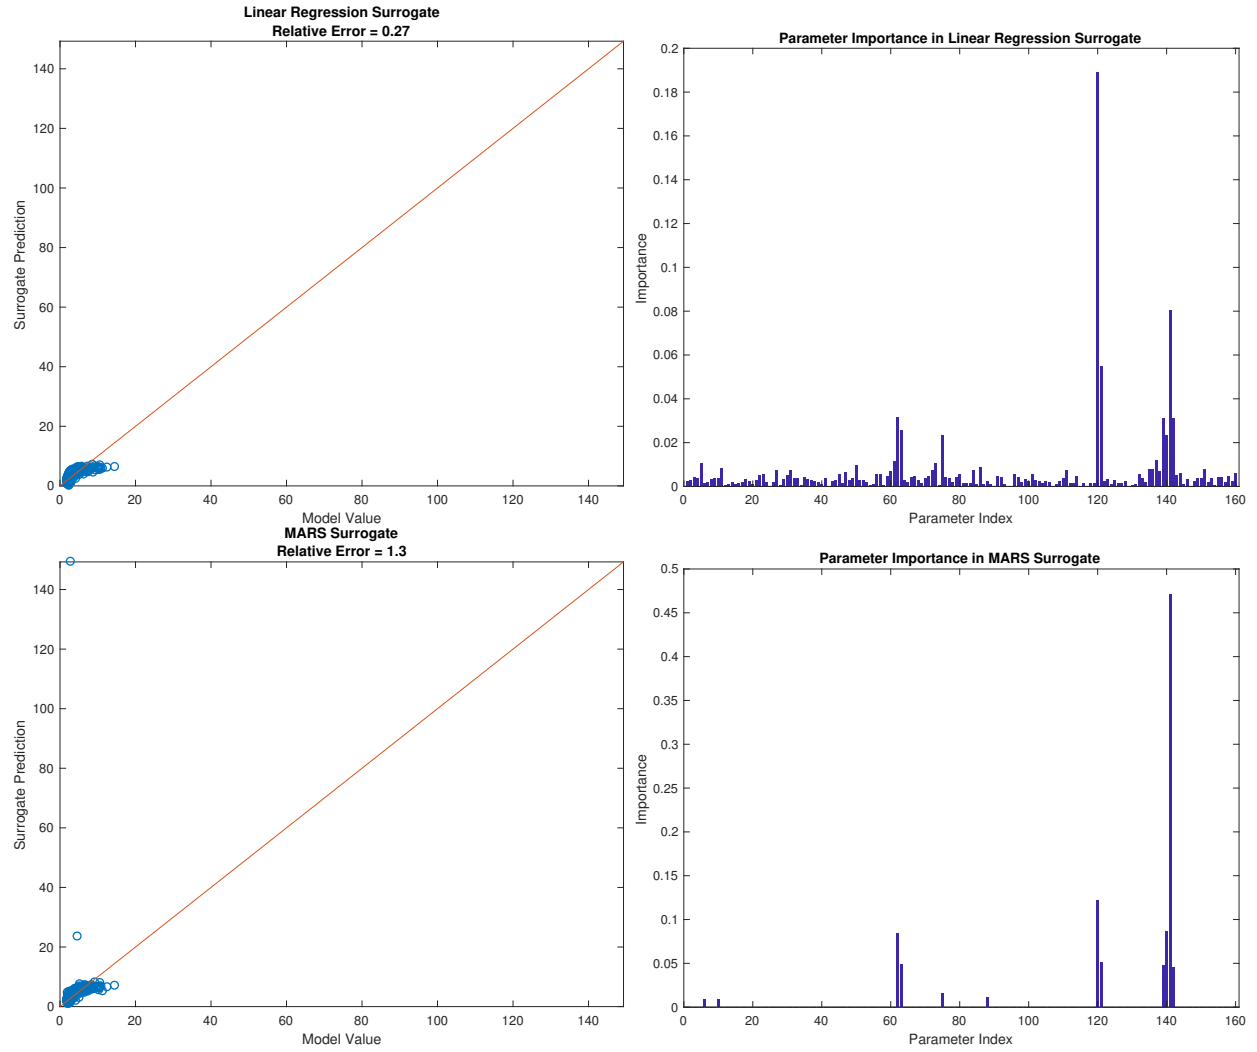 Linear Regression Surrogate
Relative Error = 0.27
140
120
100
80
60
40
20
0
Surrogate Prediction
0 20 40 60 80 100 120 140
Model Value
Parameter Importance in Linear Regression Surrogate
0.2
0.18
0.16
0.14
0.12
0.1
0.08
0.06
0.04
0.02
0
Importance
0 20 40 60 80 100 120 140 160
Parameter Index
MARS Surrogate
Relative Error = 1.3
140
120
100
80
60
40
20
0
Surrogate Prediction
0 20 40 60 80 100 120 140
Model Value
Parameter Importance in MARS Surrogate
0.5
0.45
0.4
0.35
0.3
0.25
0.2
0.15
0.1
0.05
0
Importance
0 20 40 60 80 100 120 140 160
Parameter Index